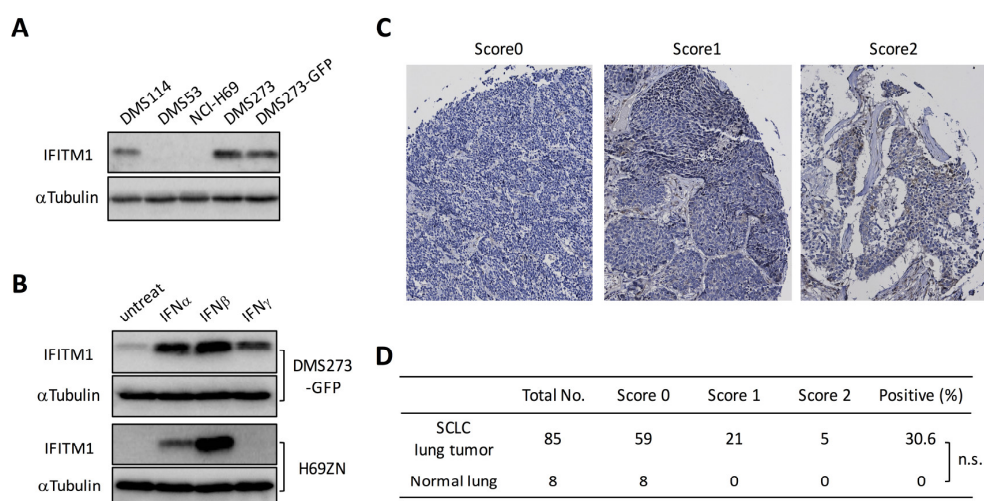 A
DMS114 DMS53 NCI-H69 DMS273 DMS273-GFP
IFITM1
αTubulin
B
untreat IFNα IFNβ IFNγ
IFITM1
αTubulin
DMS273
-GFP
IFITM1
αTubulin
H69ZN
C
Score0 Score1 Score2
D
Total No. Score 0 Score 1 Score 2 Positive (%)
SCLC
lung tumor 85 59 21 5 30.6
Normal lung 8 8 0 0 0
n.s.